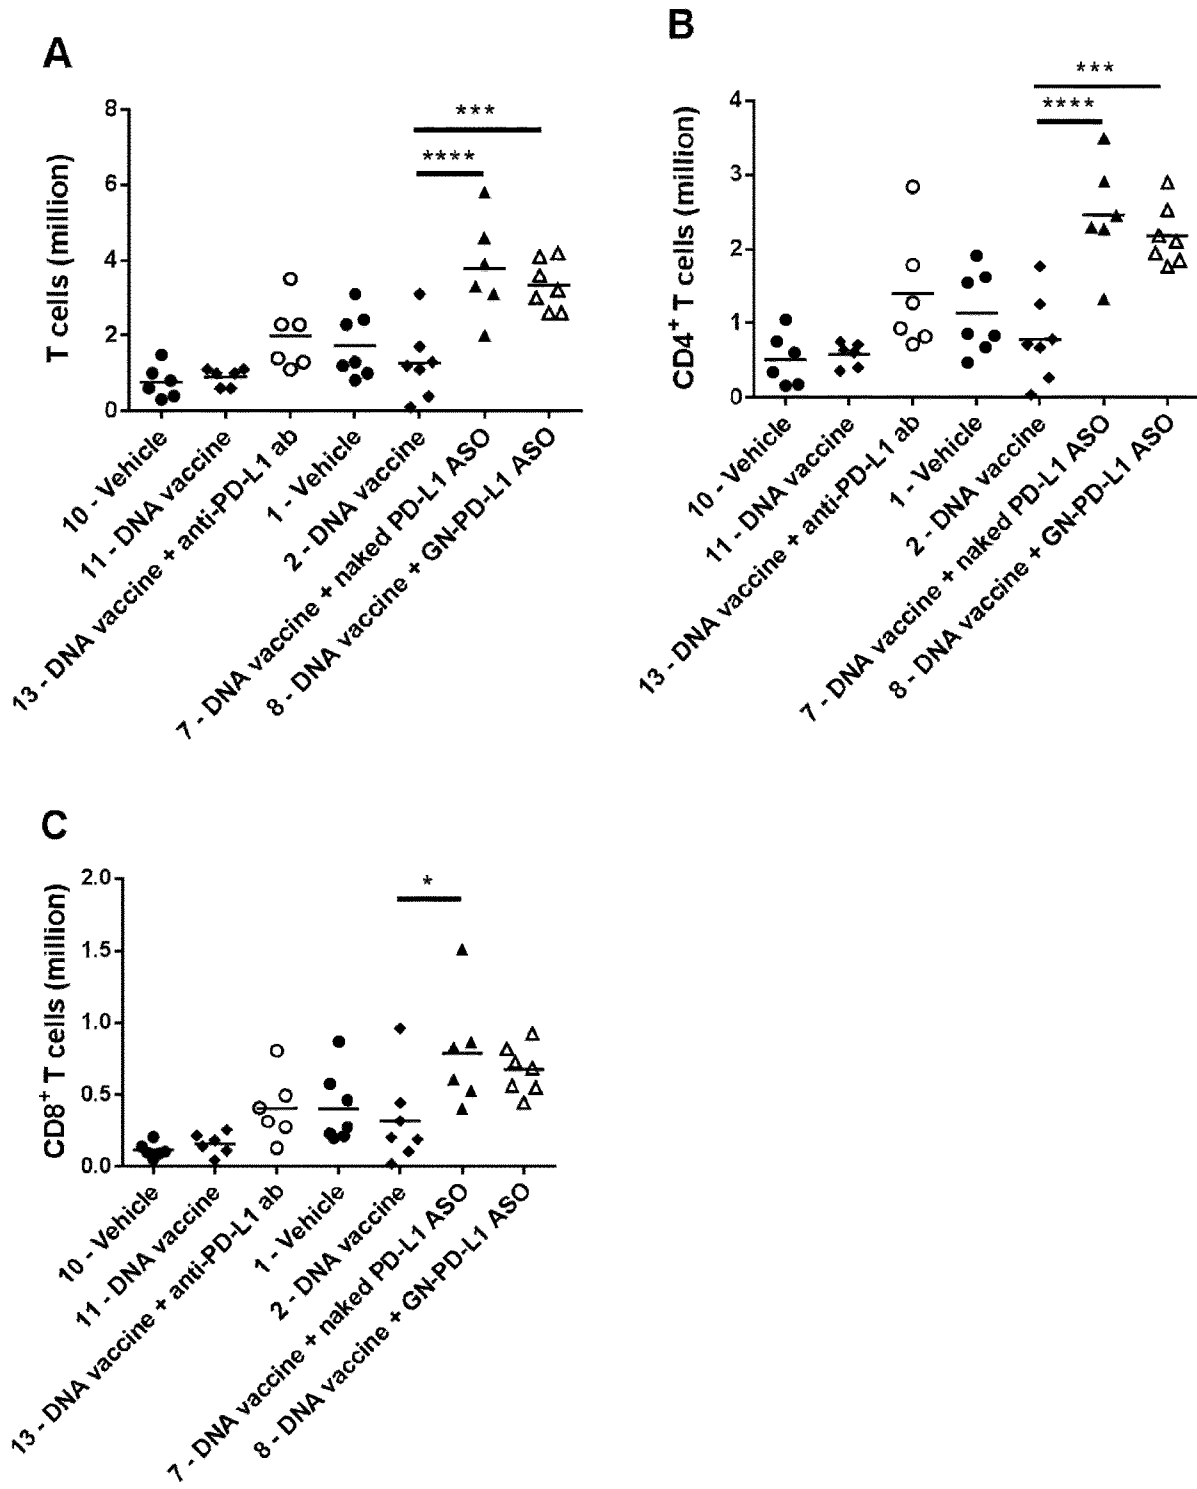 A
T cells (million)
8
6
4
2
0
***
****
10 - Vehicle
11 - DNA vaccine
13 - DNA vaccine + anti-PD-L1 ab
1 - Vehicle
2 - DNA vaccine
7 - DNA vaccine + naked PD-L1 ASO
8 - DNA vaccine + GN-PD-L1 ASO
B
CD4+ T cells (million)
4
3
2
1
0
***
****
10 - Vehicle
11 - DNA vaccine
13 - DNA vaccine + anti-PD-L1 ab
1 - Vehicle
2 - DNA vaccine
7 - DNA vaccine + naked PD-L1 ASO
8 - DNA vaccine + GN-PD-L1 ASO
C
CD8+ T cells (million)
2.0
1.5
1.0
0.5
0.0
*
10 - Vehicle
11 - DNA vaccine
13 - DNA vaccine + anti-PD-L1 ab
1 - Vehicle
2 - DNA vaccine
7 - DNA vaccine + naked PD-L1 ASO
8 - DNA vaccine + GN-PD-L1 ASO